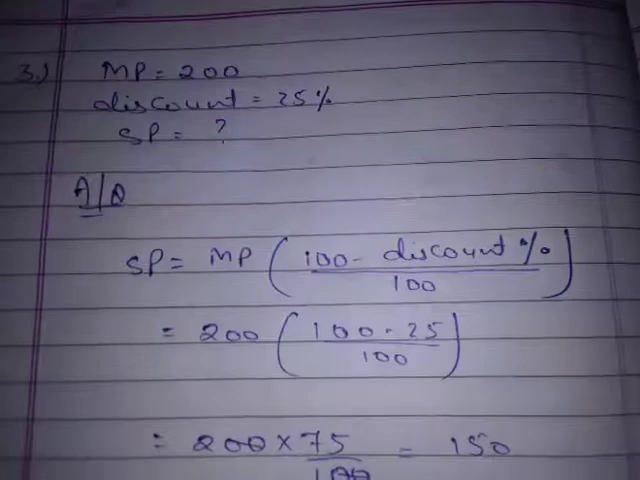 3.) MP = 200
discount = 25%
SP = ?
A/Q
SP = MP (100 - discount % / 100)
= 200 (100 - 25 / 100)
= 200 × 75 / 100 = 150